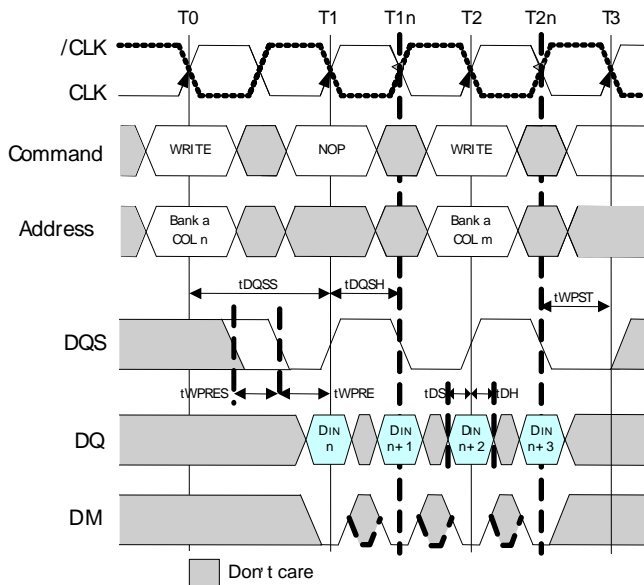 T0 T1 T1n T2 T2n T3
/CLK
CLK
Command WRITE NOP WRITE
Address Bank a COL n Bank a COL m
tDQSS tDQSH tWPST
DQS
tWPRES tWPRE tDS tDH
DQ DIN n DIN n+1 DIN n+2 DIN n+3
DM
Don't care